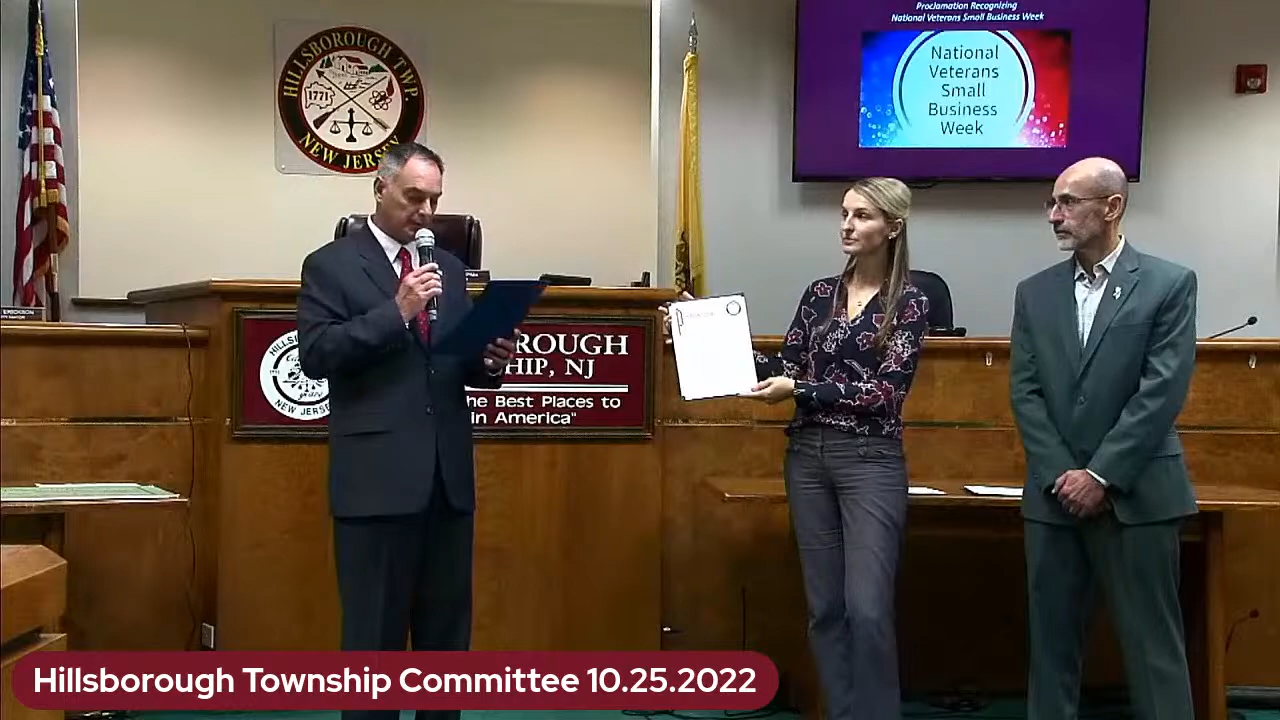 Proclamation Recognizing
National Veterans Small Business Week
National
Veterans
Small
Business
Week
HILLSBOROUGH TWP.
1771
NEW JERSEY
ERICKSON
ROUGH
HIP, NJ
he Best Places to
in America"
NEW JERSEY
Hillsborough Township Committee 10.25.2022